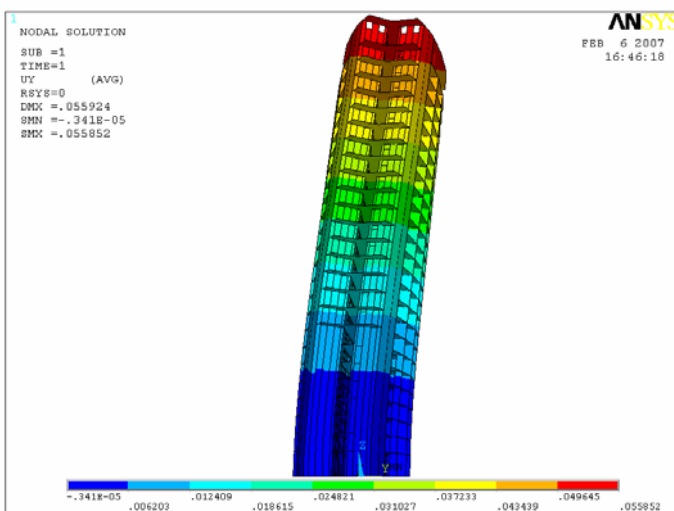 1
NODAL SOLUTION
SUB =1
TIME=1
UY (AVG)
RSYS=0
DMX =.055924
SMN =-.341E-05
SMX =.055852
ANSYS
FEB 6 2007
16:46:18
Z
Y
-.341E-05 .012409 .024821 .037233 .049645
.006203 .018615 .031027 .043439 .055852